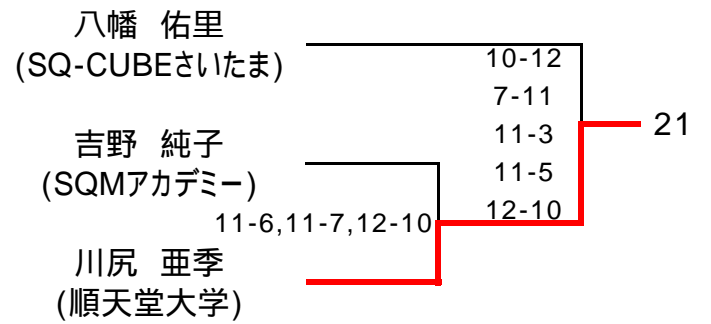 八幡 佑里
(SQ-CUBEさいたま)
10-12
7-11
11-3
11-5
12-10
21
吉野 純子
(SQMアカデミー)
11-6,11-7,12-10
川尻 亜季
(順天堂大学)